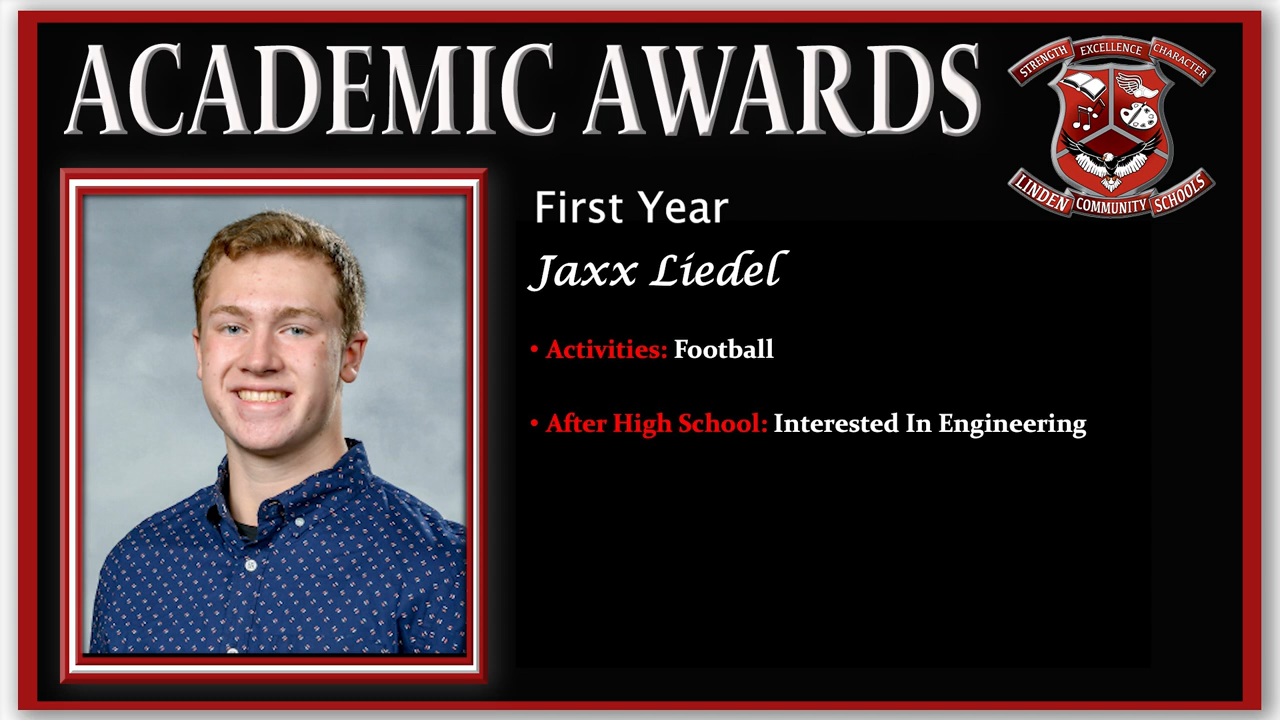 ACADEMIC AWARDS
STRENGTH EXCELLENCE CHARACTER
LINDEN COMMUNITY SCHOOLS
First Year
Jaxx Liedel
• Activities: Football
• After High School: Interested In Engineering